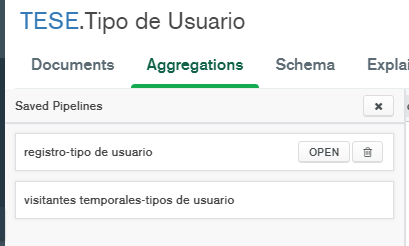 TESE.Tipo de Usuario
Documents Aggregations Schema
Saved Pipelines
registro-tipo de usuario OPEN
visitantes temporales-tipos de usuario